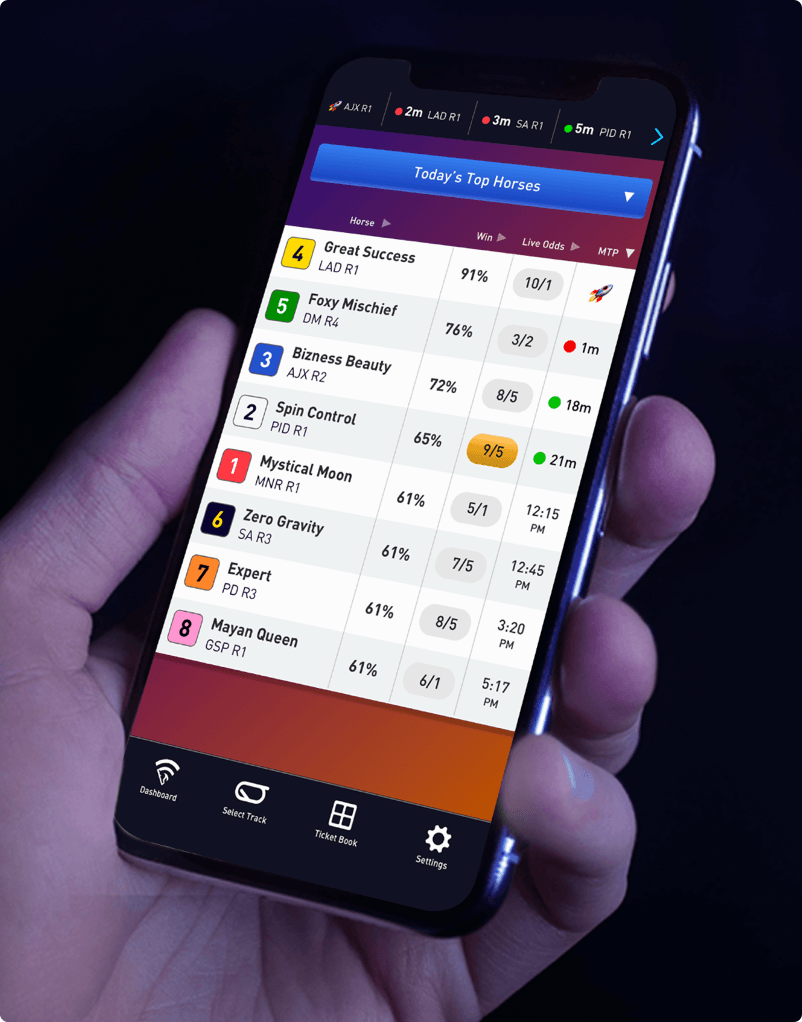 AJX R1
2m LAD R1
3m SA R1
5m PID R1
Today's Top Horses
Horse Win Live Odds MTP
4 Great Success 91% 10/1
LAD R1
5 Foxy Mischief 76% 3/2 1m
DM R4
3 Bizness Beauty 72% 8/5 18m
AJX R2
2 Spin Control 65% 9/5 21m
PID R1
1 Mystical Moon 61% 5/1 12:15 PM
MNR R1
6 Zero Gravity 61% 7/5 12:45 PM
SA R3
7 Expert 61% 8/5 3:20 PM
PD R3
8 Mayan Queen 61% 6/1 5:17 PM
GSP R1
Dashboard
Select Track
Ticket Book
Settings